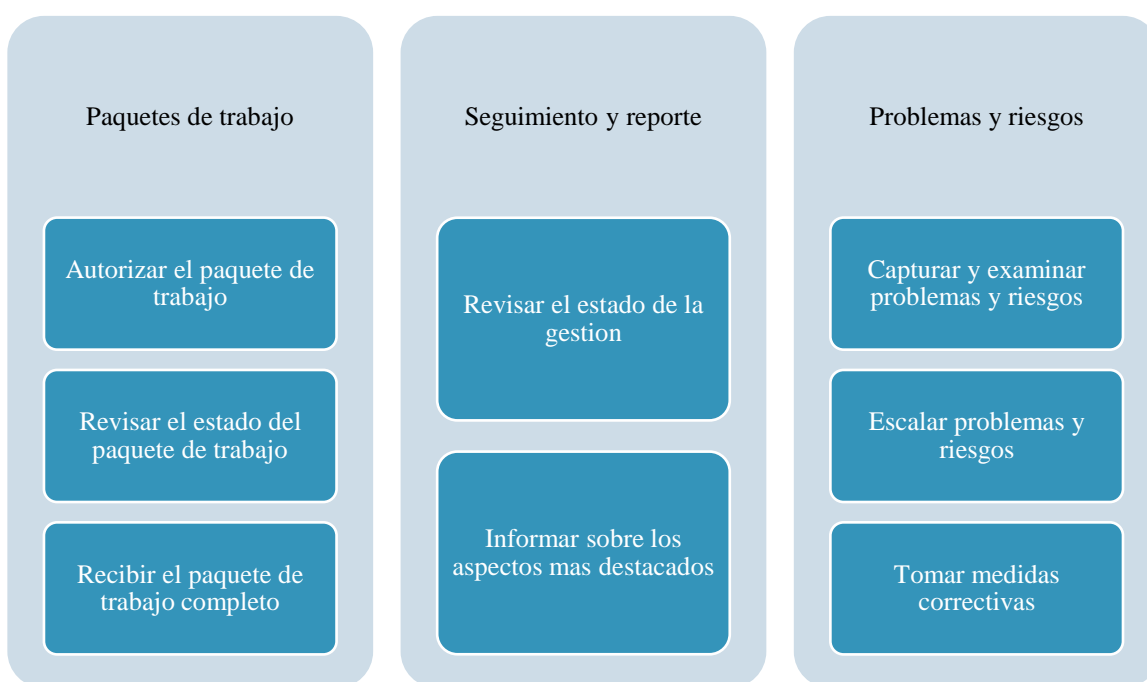 Paquetes de trabajo
Autorizar el paquete de
trabajo
Revisar el estado del
paquete de trabajo
Recibir el paquete de
trabajo completo
Seguimiento y reporte
Revisar el estado de la
gestion
Informar sobre los
aspectos mas destacados
Problemas y riesgos
Capturar y examinar
problemas y riesgos
Escalar problemas y
riesgos
Tomar medidas
correctivas